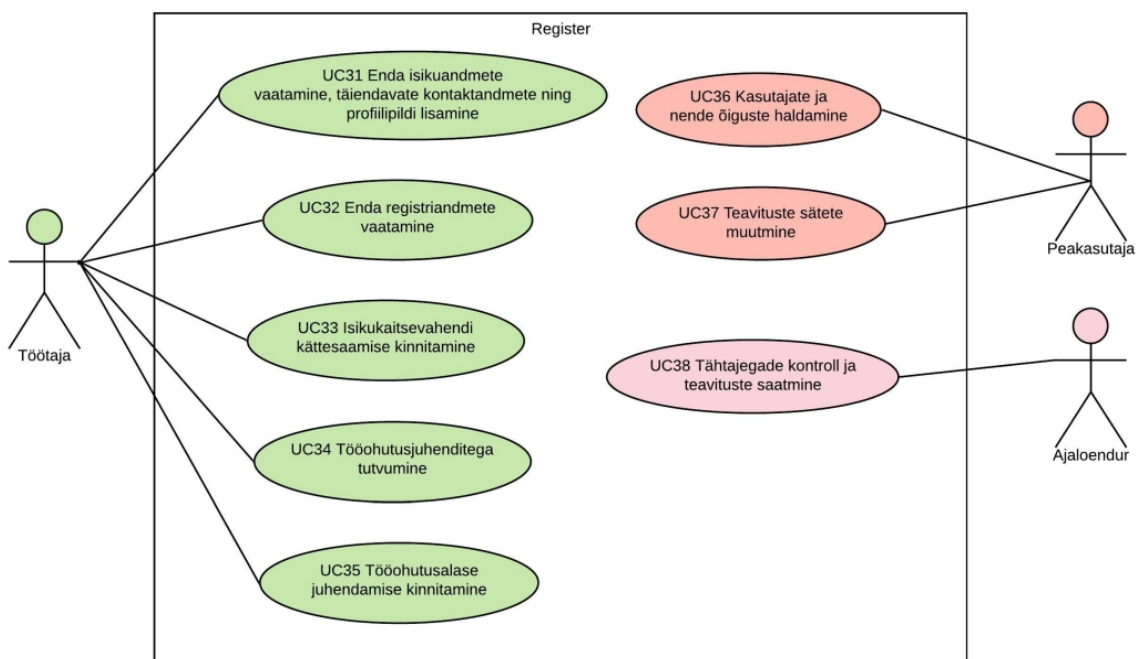 Register
UC31 Enda isikuandmete
vaatamine, täiendavate kontaktandmete ning
profiilipildi lisamine
UC32 Enda registriandmete
vaatamine
UC33 Isikukaitsevahendi
kättesaamise kinnitamine
UC34 Tööohutusjuhenditega
tutvumine
UC35 Tööohutusalase
juhendamise kinnitamine
Töötaja
UC36 Kasutajate ja
nende õiguste haldamine
UC37 Teavituste sätete
muutmine
Peakasutaja
UC38 Tähtajegade kontroll ja
teavituste saatmine
Ajaloendur